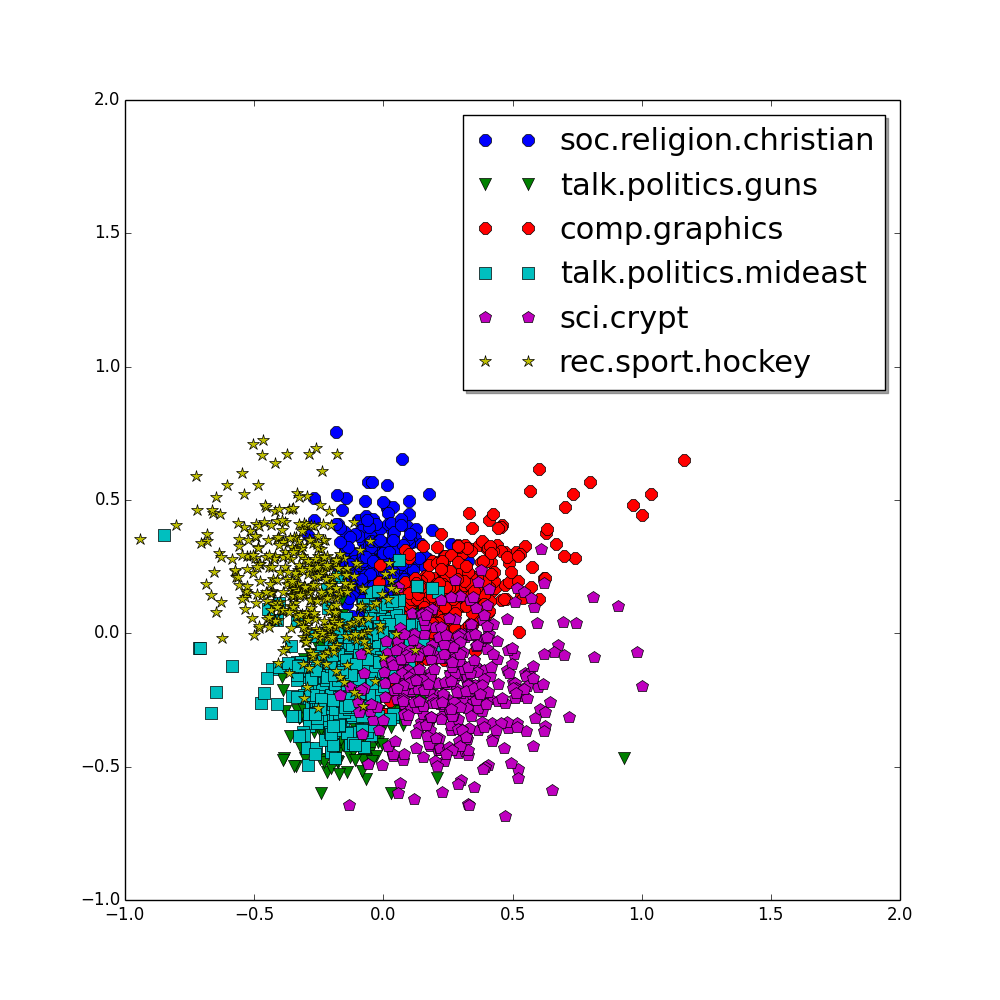 2.0
soc.religion.christian
talk.politics.guns
comp.graphics
talk.politics.mideast
sci.crypt
rec.sport.hockey
1.5
1.0
0.5
0.0
−0.5
−1.0
−1.0 −0.5 0.0 0.5 1.0 1.5 2.0